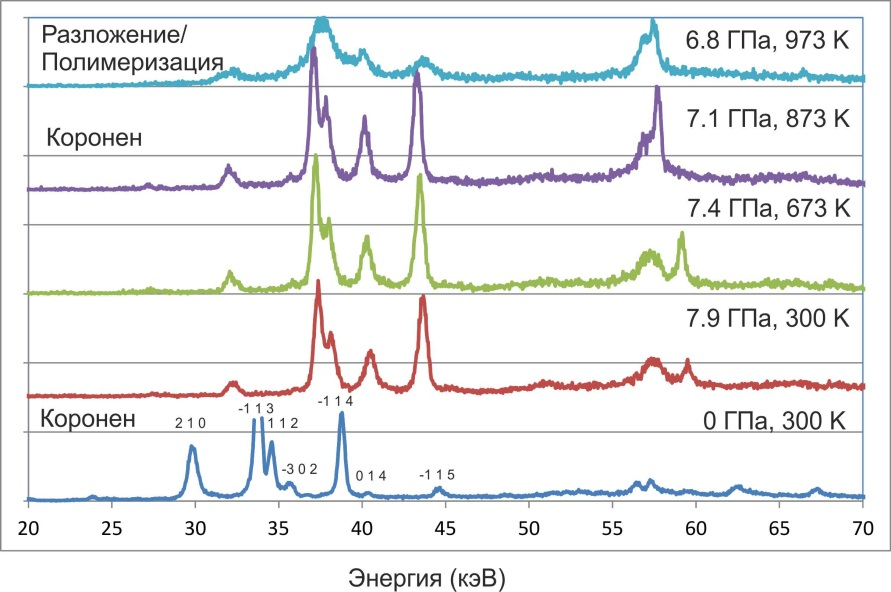 Разложение/
Полимеризация
6.8 ГПа, 973 K
Коронен
7.1 ГПа, 873 K
7.4 ГПа, 673 K
7.9 ГПа, 300 K
Коронен
0 ГПа, 300 K
2 1 0
-1 1 3
1 1 2
-3 0 2
-1 1 4
0 1 4
-1 1 5
20 25 30 35 40 45 50 55 60 65 70
Энергия (кэВ)